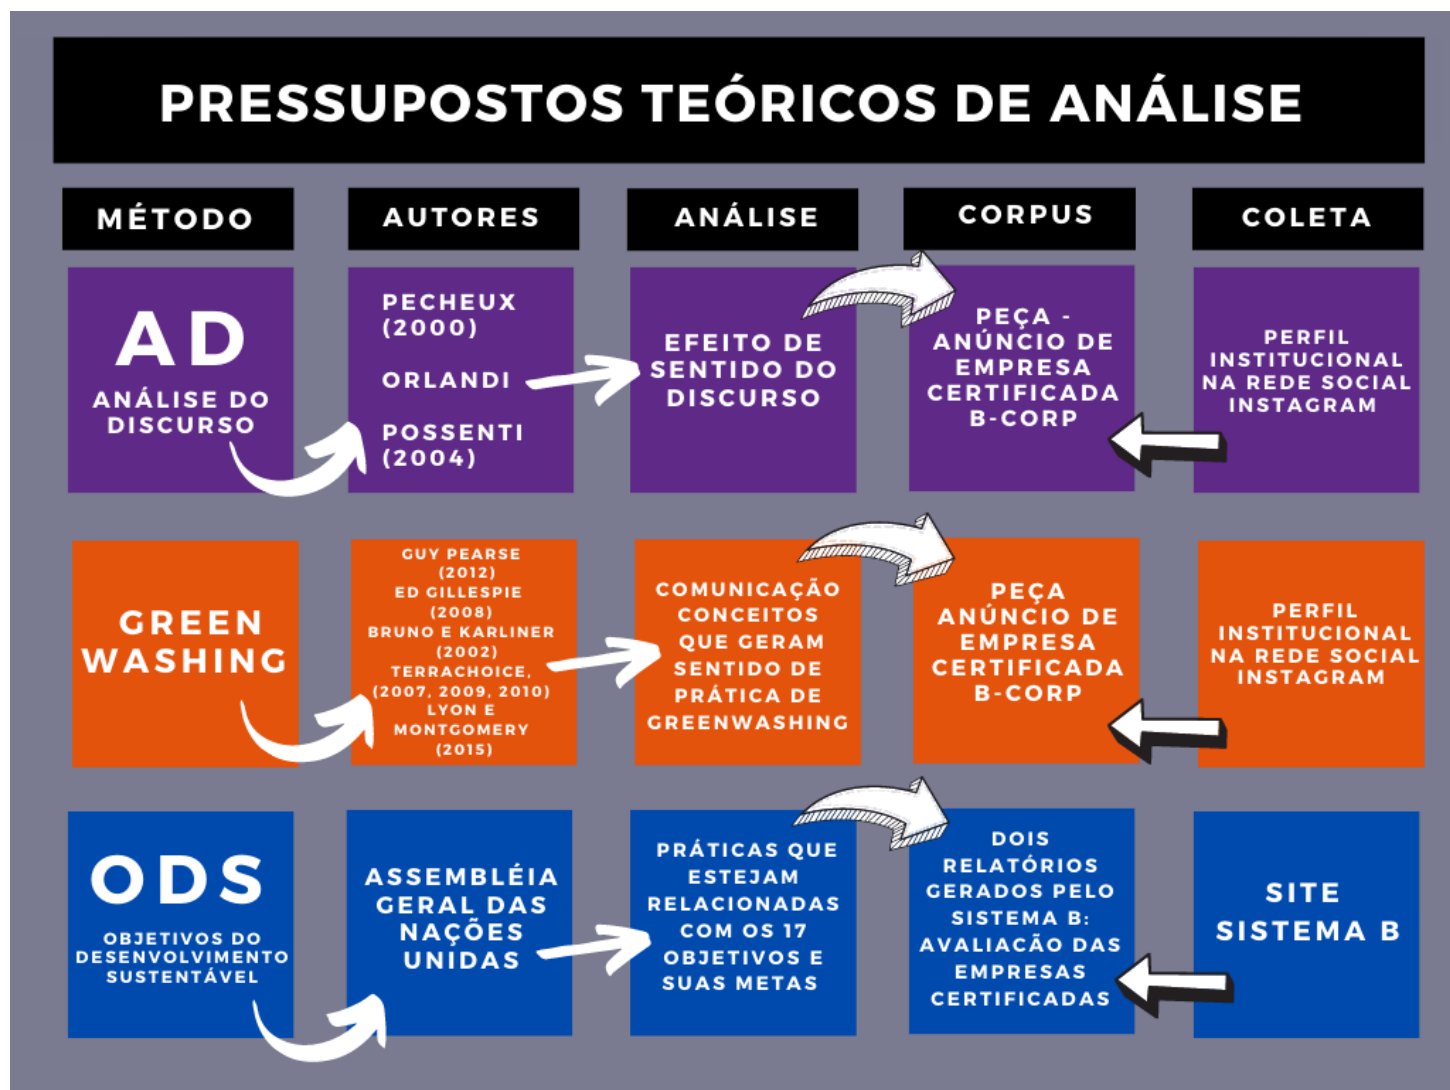 PRESSUPOSTOS TEÓRICOS DE ANÁLISE
MÉTODO
AUTORES
ANÁLISE
CORPUS
COLETA
AD
ANÁLISE DO
DISCURSO
PECHEUX
(2000)
ORLANDI
POSSENTI
(2004)
EFEITO DE
SENTIDO DO
DISCURSO
PEÇA -
ANÚNCIO DE
EMPRESA
CERTIFICADA
B-CORP
PERFIL
INSTITUCIONAL
NA REDE SOCIAL
INSTAGRAM
GREEN
WASHING
GUY PEARSE
(2012)
ED GILLESPIE
(2008)
BRUNO E KARLINER
(2002)
TERRACHOICE,
(2007, 2009, 2010)
LYON E
MONTGOMERY
(2015)
COMUNICAÇÃO
CONCEITOS
QUE GERAM
SENTIDO DE
PRÁTICA DE
GREENWASHING
PEÇA
ANÚNCIO DE
EMPRESA
CERTIFICADA
B-CORP
PERFIL
INSTITUCIONAL
NA REDE SOCIAL
INSTAGRAM
ODS
OBJETIVOS DO
DESENVOLVIMENTO
SUSTENTÁVEL
ASSEMBLÉIA
GERAL DAS
NAÇÕES
UNIDAS
PRÁTICAS QUE
ESTEJAM
RELACIONADAS
COM OS 17
OBJETIVOS E
SUAS METAS
DOIS
RELATÓRIOS
GERADOS PELO
SISTEMA B:
AVALIACÃO DAS
EMPRESAS
CERTIFICADAS
SITE
SISTEMA B